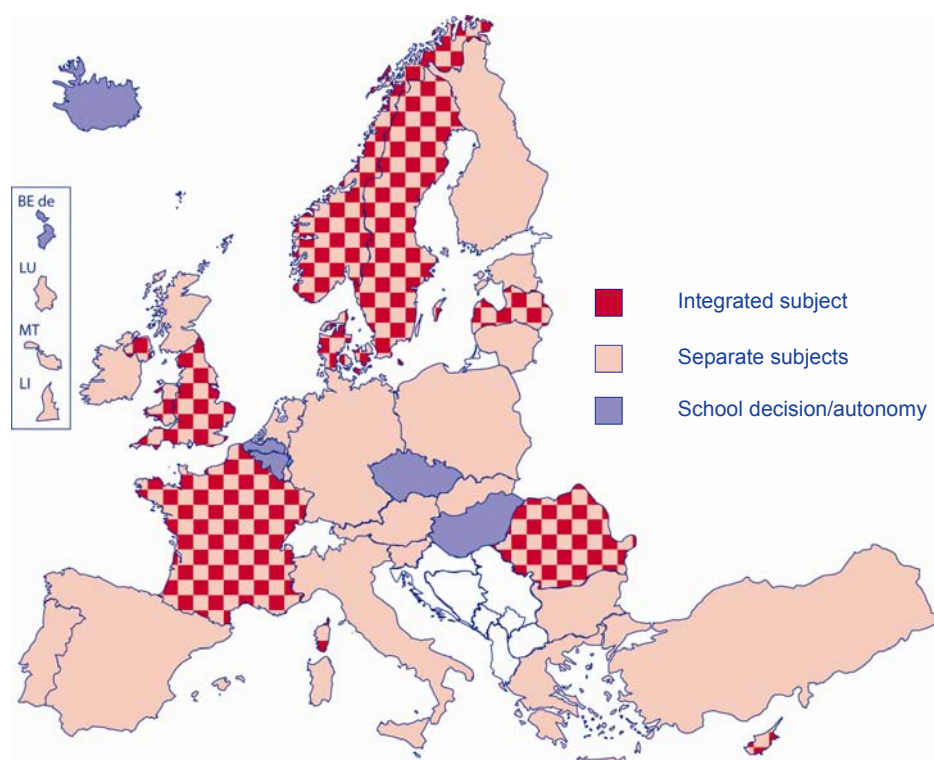 BE de
LU
MT
LI
Integrated subject
Separate subjects
School decision/autonomy